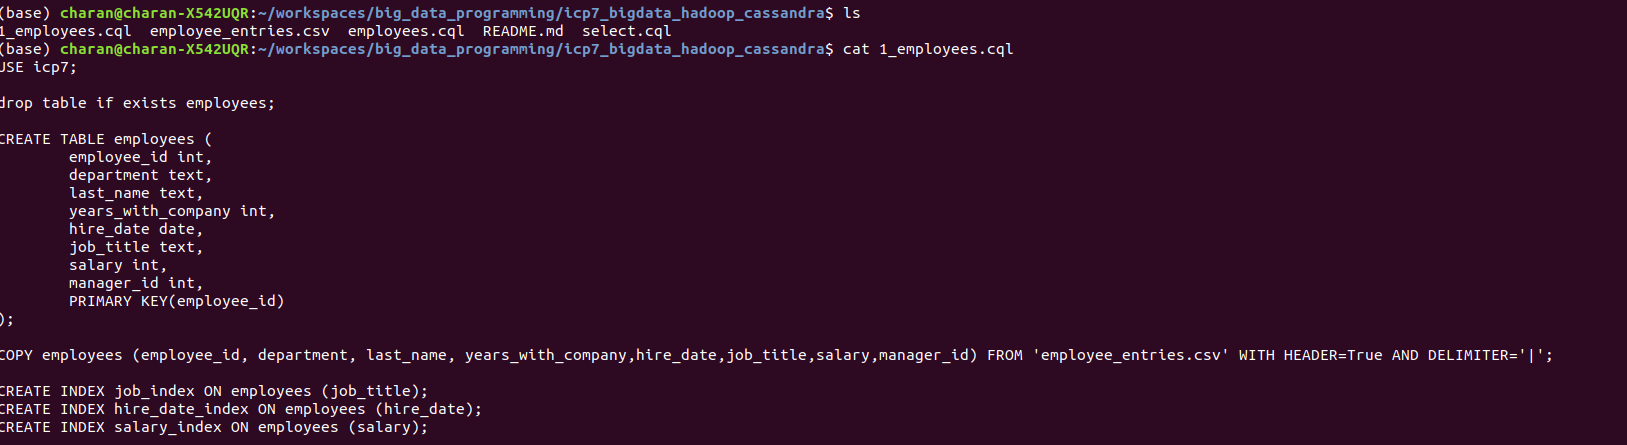 (base) charan@charan-X542UQR:~/workspaces/big_data_programming/icp7_bigdata_hadoop_cassandra$ ls
1_employees.cql  employee_entries.csv  employees.cql  README.md  select.cql
(base) charan@charan-X542UQR:~/workspaces/big_data_programming/icp7_bigdata_hadoop_cassandra$ cat 1_employees.cql
USE icp7;
drop table if exists employees;
CREATE TABLE employees (
employee_id int,
department text,
last_name text,
years_with_company int,
hire_date date,
job_title text,
salary int,
manager_id int,
PRIMARY KEY(employee_id)
);
COPY employees (employee_id, department, last_name, years_with_company,hire_date,job_title,salary,manager_id) FROM 'employee_entries.csv' WITH HEADER=True AND DELIMITER='|';
CREATE INDEX job_index ON employees (job_title);
CREATE INDEX hire_date_index ON employees (hire_date);
CREATE INDEX salary_index ON employees (salary);